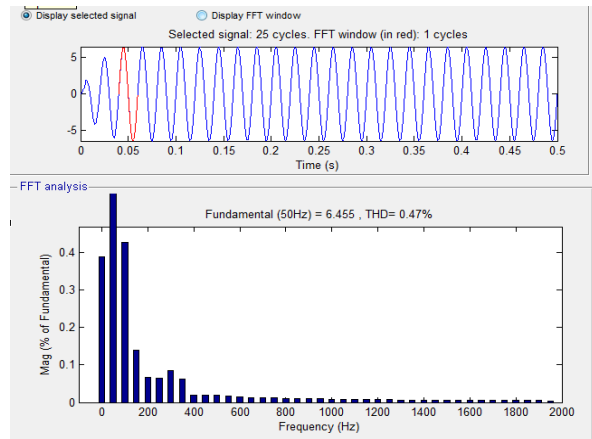 Display selected signal
Display FFT window
Selected signal: 25 cycles. FFT window (in red): 1 cycles
5
0
-5
0 0.05 0.1 0.15 0.2 0.25 0.3 0.35 0.4 0.45 0.5
Time (s)
FFT analysis
Fundamental (50Hz) = 6.455 , THD= 0.47%
Mag (% of Fundamental)
0.4
0.3
0.2
0.1
0
0 200 400 600 800 1000 1200 1400 1600 1800 2000
Frequency (Hz)